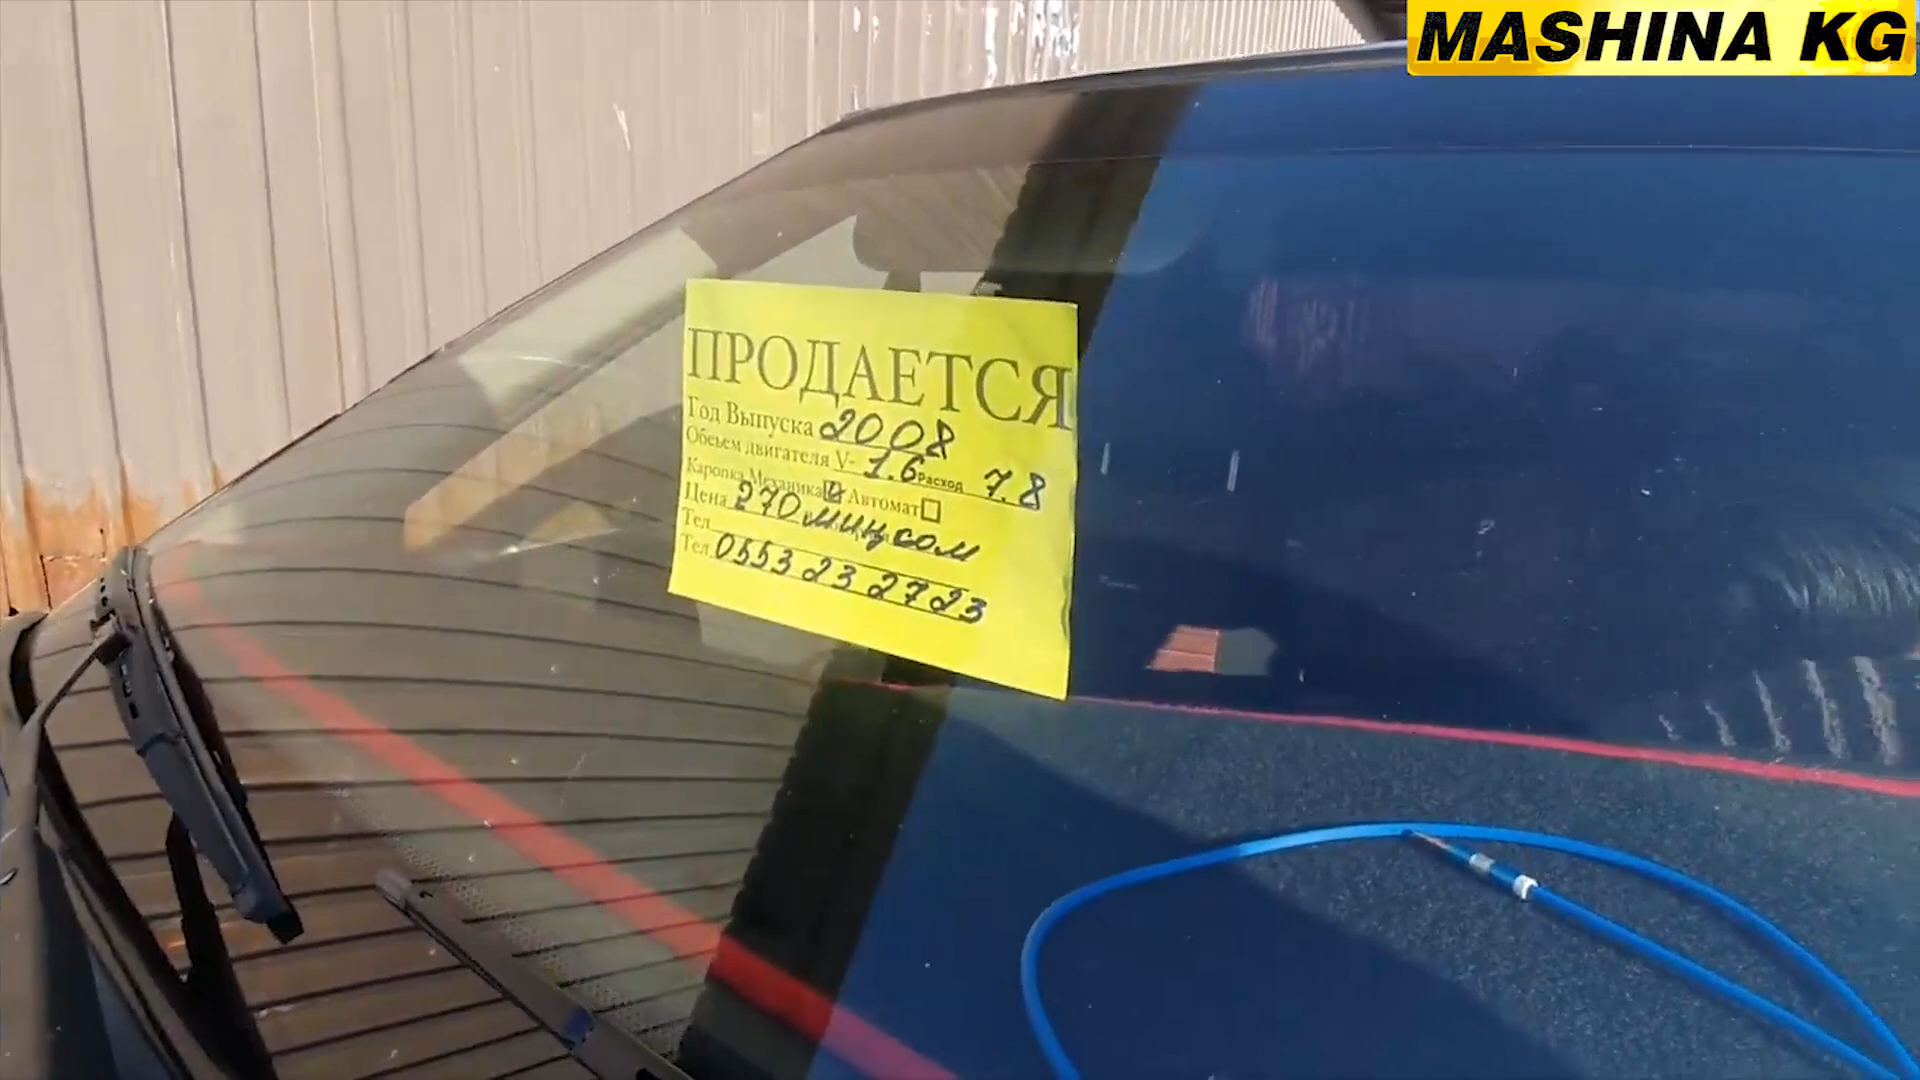 MASHINA KG
ПРОДАЕТСЯ
Год Выпуска 2008
Обеьем двигателя V- 1.6 Расход 7.8
Каропка Механика Автомат
Цена 270 миң сом
Тел
Тел. 0553 23 27 23